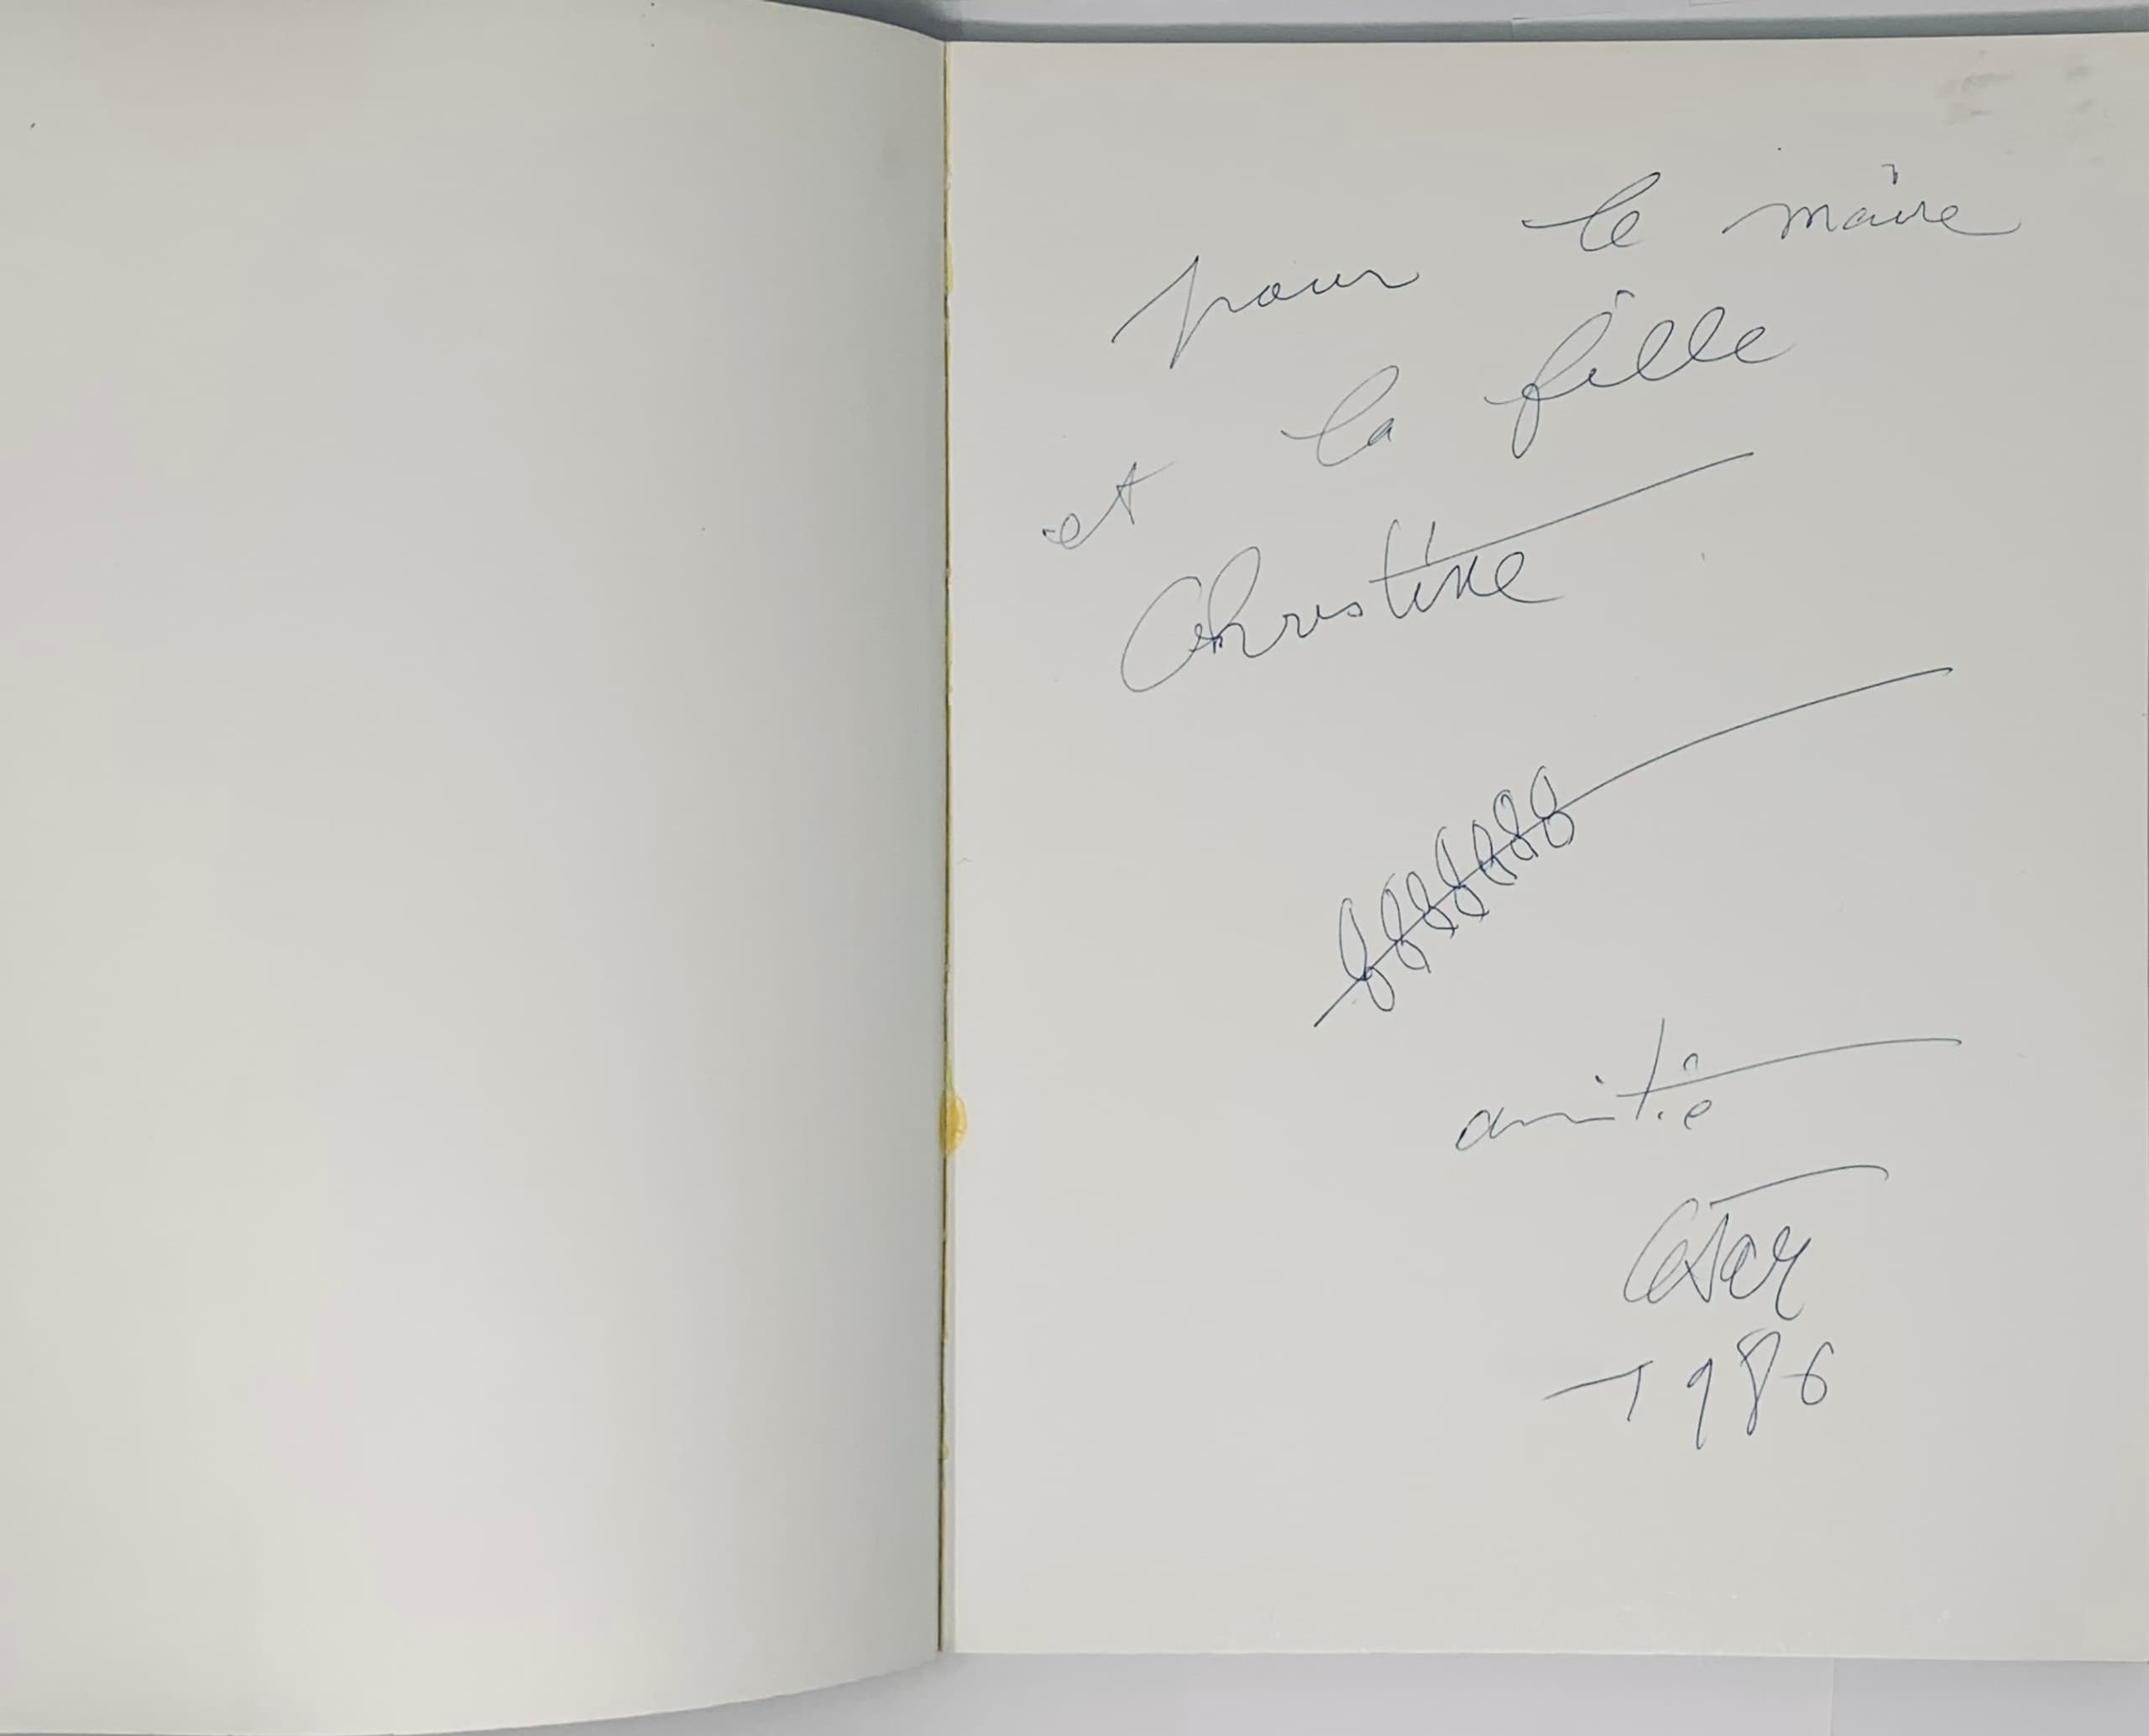 pour le maire
et la fille
Christine
amitié
César
1986